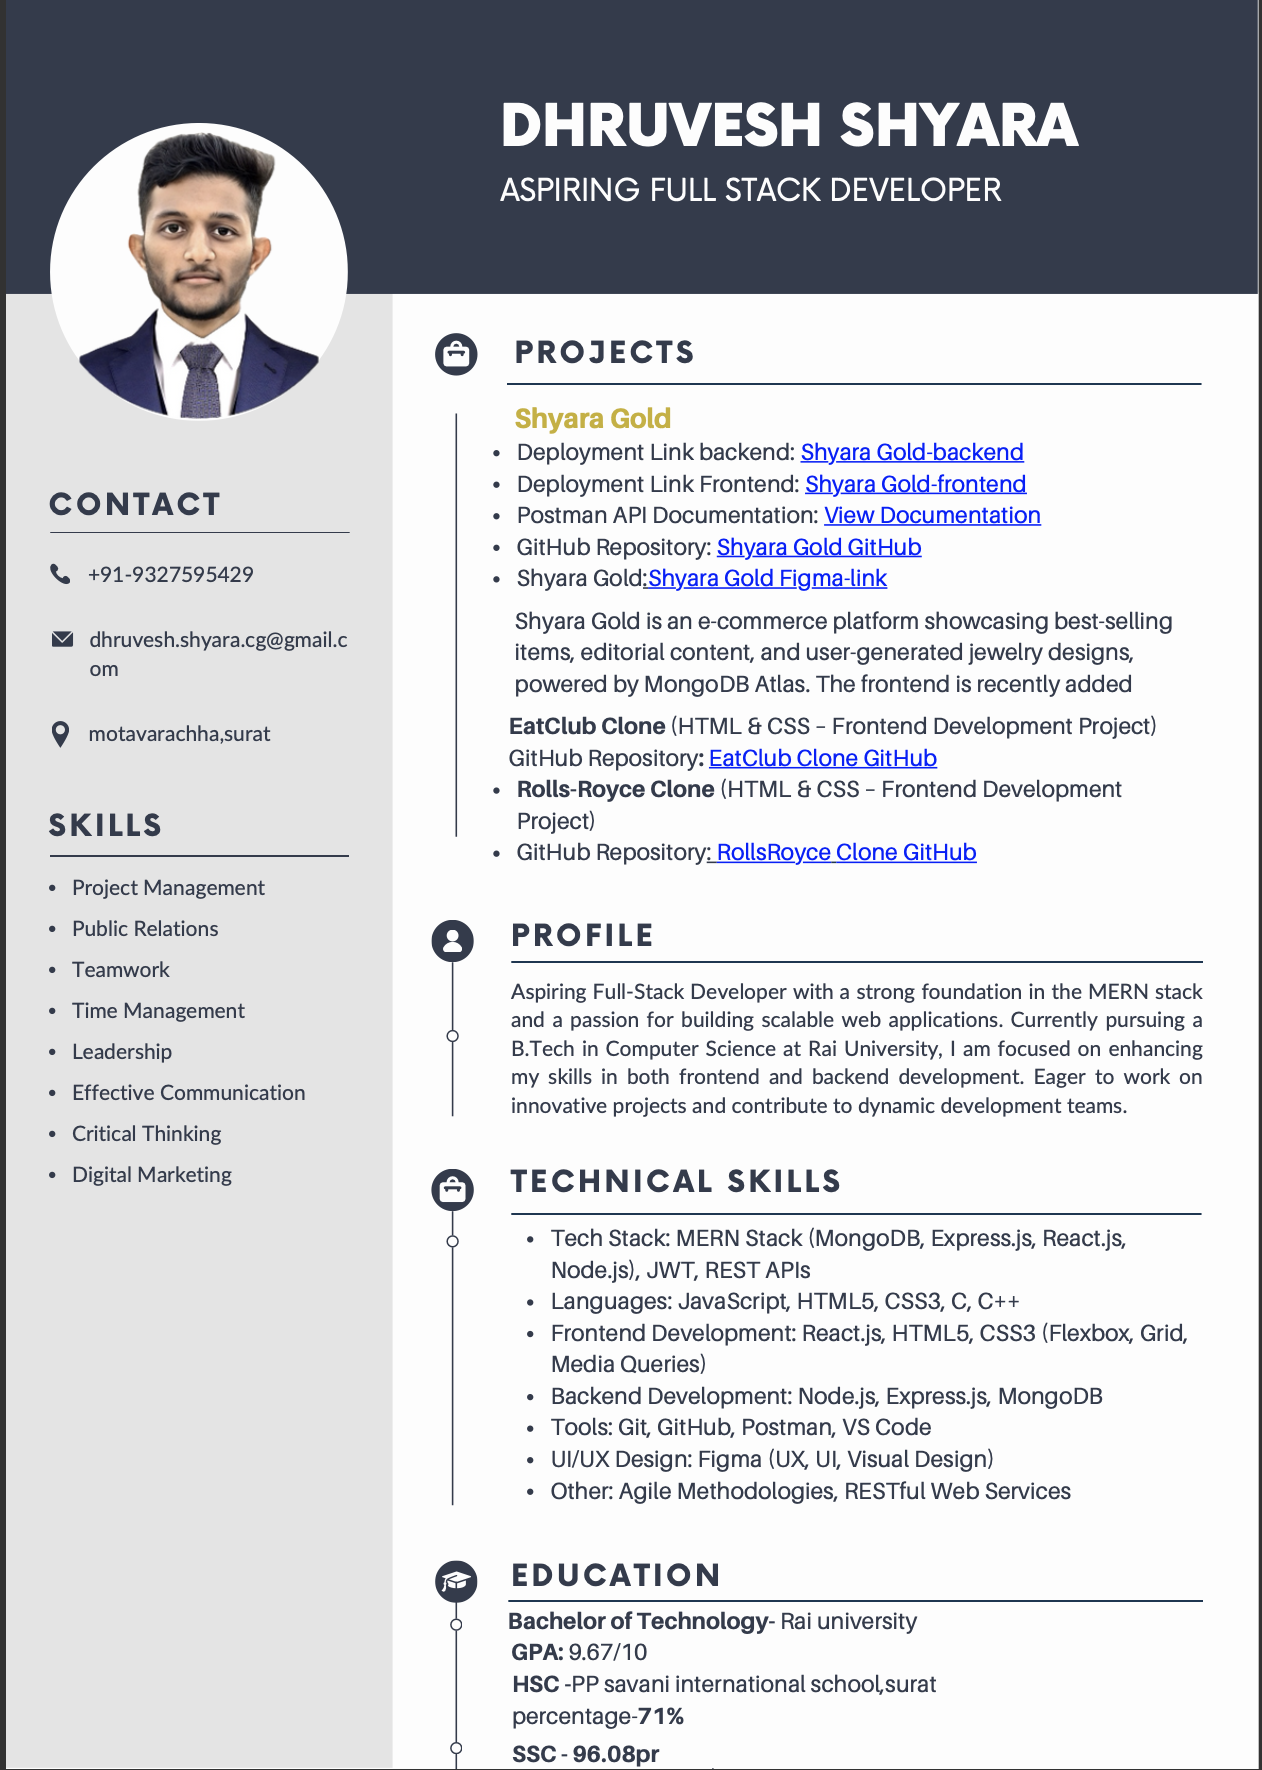 DHRUVESH SHYARA
ASPIRING FULL STACK DEVELOPER
CONTACT
+91-9327595429
dhruvesh.shyara.cg@gmail.c
om
motavarachha,surat
SKILLS
• Project Management
• Public Relations
• Teamwork
• Time Management
• Leadership
• Effective Communication
• Critical Thinking
• Digital Marketing
PROJECTS
Shyara Gold
• Deployment Link backend: Shyara Gold-backend
• Deployment Link Frontend: Shyara Gold-frontend
• Postman API Documentation: View Documentation
• GitHub Repository: Shyara Gold GitHub
• Shyara Gold:Shyara Gold Figma-link
Shyara Gold is an e-commerce platform showcasing best-selling
items, editorial content, and user-generated jewelry designs,
powered by MongoDB Atlas. The frontend is recently added
EatClub Clone (HTML & CSS – Frontend Development Project)
GitHub Repository: EatClub Clone GitHub
• Rolls-Royce Clone (HTML & CSS – Frontend Development
Project)
• GitHub Repository: RollsRoyce Clone GitHub
PROFILE
Aspiring Full-Stack Developer with a strong foundation in the MERN stack
and a passion for building scalable web applications. Currently pursuing a
B.Tech in Computer Science at Rai University, I am focused on enhancing
my skills in both frontend and backend development. Eager to work on
innovative projects and contribute to dynamic development teams.
TECHNICAL SKILLS
• Tech Stack: MERN Stack (MongoDB, Express.js, React.js,
Node.js), JWT, REST APIs
• Languages: JavaScript, HTML5, CSS3, C, C++
• Frontend Development: React.js, HTML5, CSS3 (Flexbox, Grid,
Media Queries)
• Backend Development: Node.js, Express.js, MongoDB
• Tools: Git, GitHub, Postman, VS Code
• UI/UX Design: Figma (UX, UI, Visual Design)
• Other: Agile Methodologies, RESTful Web Services
EDUCATION
Bachelor of Technology- Rai university
GPA: 9.67/10
HSC -PP savani international school,surat
percentage-71%
SSC - 96.08pr